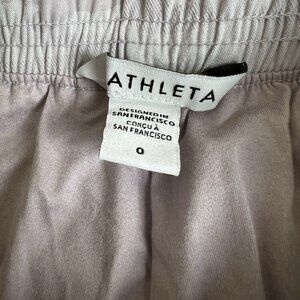 ATHLETA
DESIGNED IN
SAN FRANCISCO
CONÇU À
SAN FRANCISCO
0